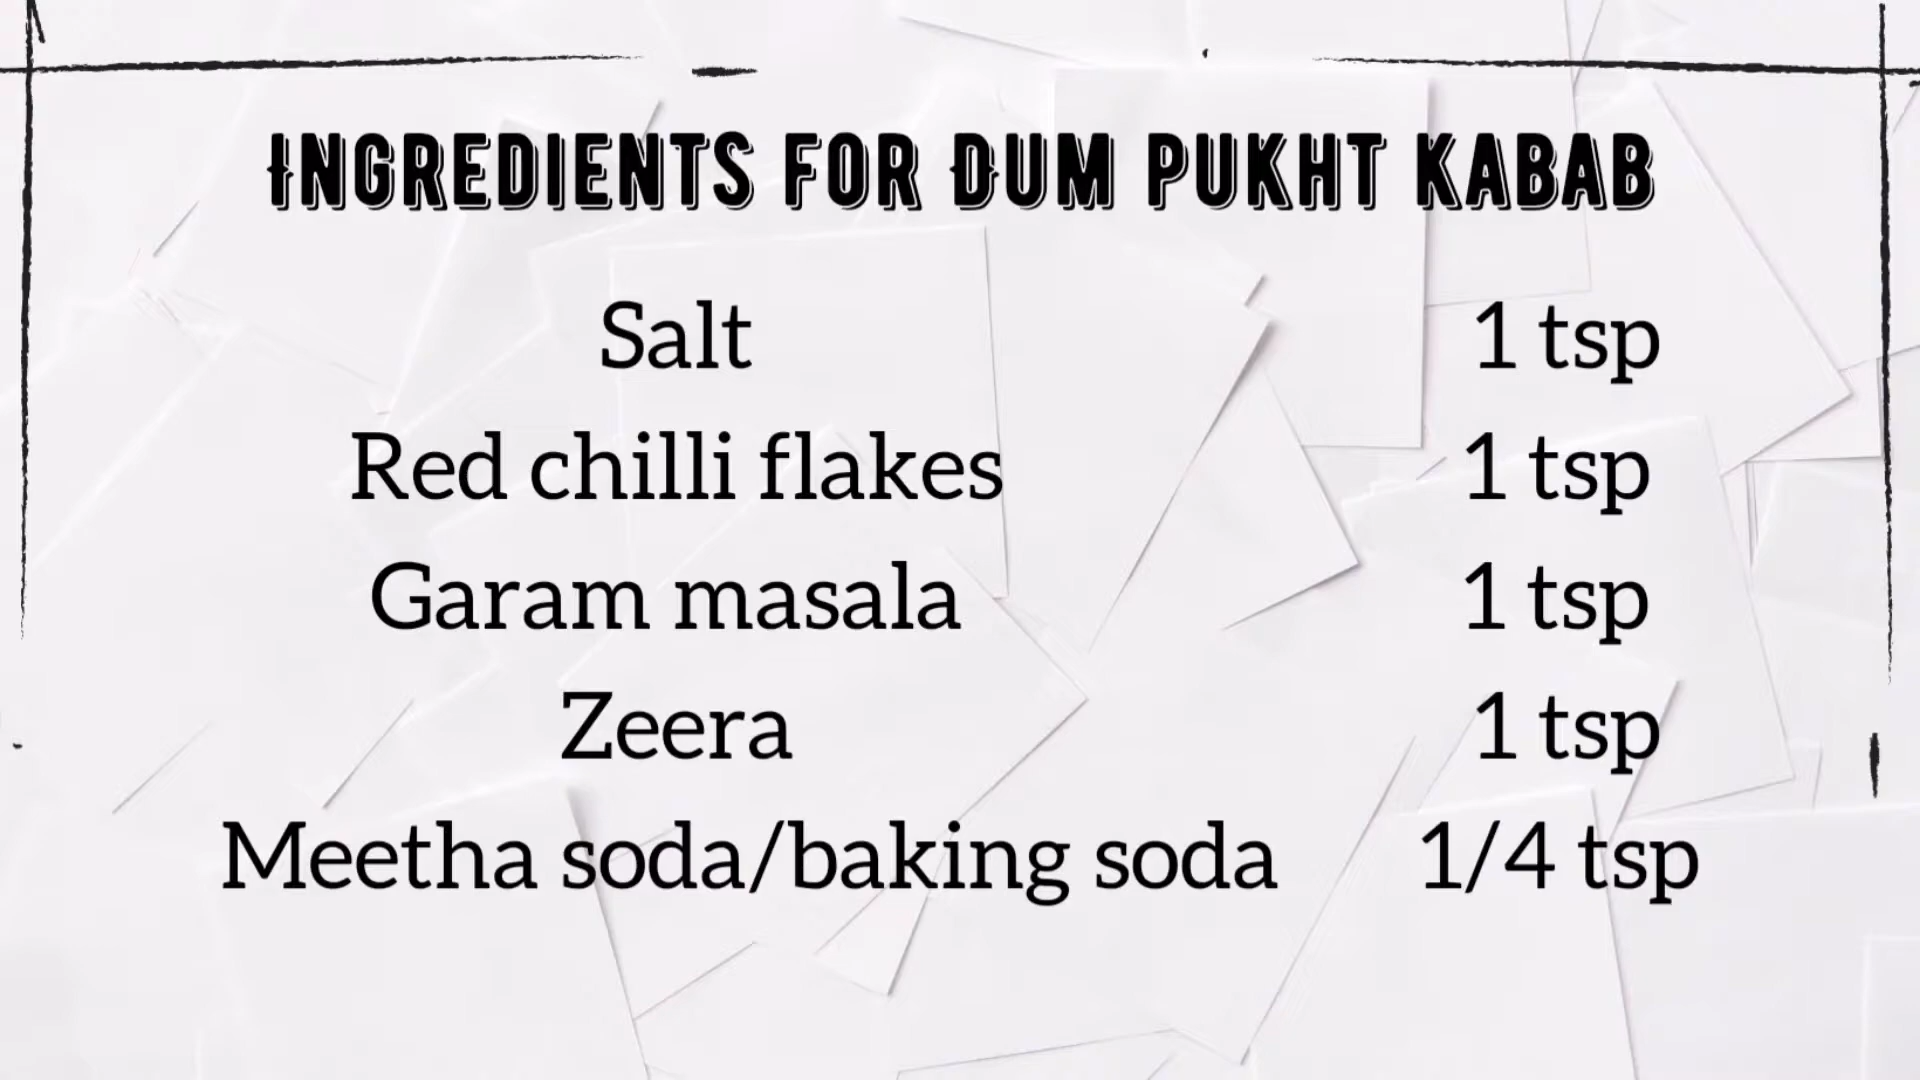 Ingredients for Dum Pukht Kabab
Salt 1 tsp
Red chilli flakes 1 tsp
Garam masala 1 tsp
Zeera 1 tsp
Meetha soda/baking soda 1/4 tsp